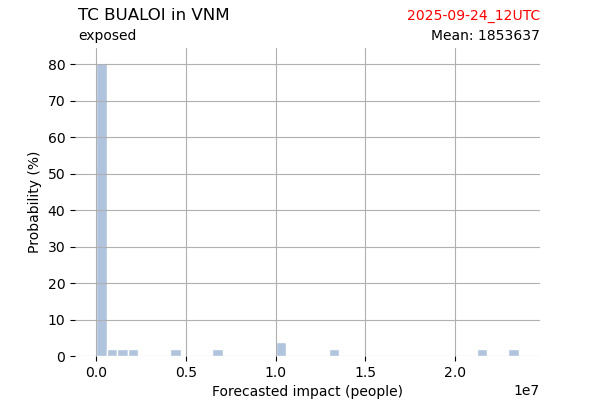 TC BUALOI in VNM
2025-09-24_12UTC
exposed
Mean: 1853637
80
70
60
50
40
30
20
10
0
Probability (%)
0.0
0.5
1.0
1.5
2.0
1e7
Forecasted impact (people)